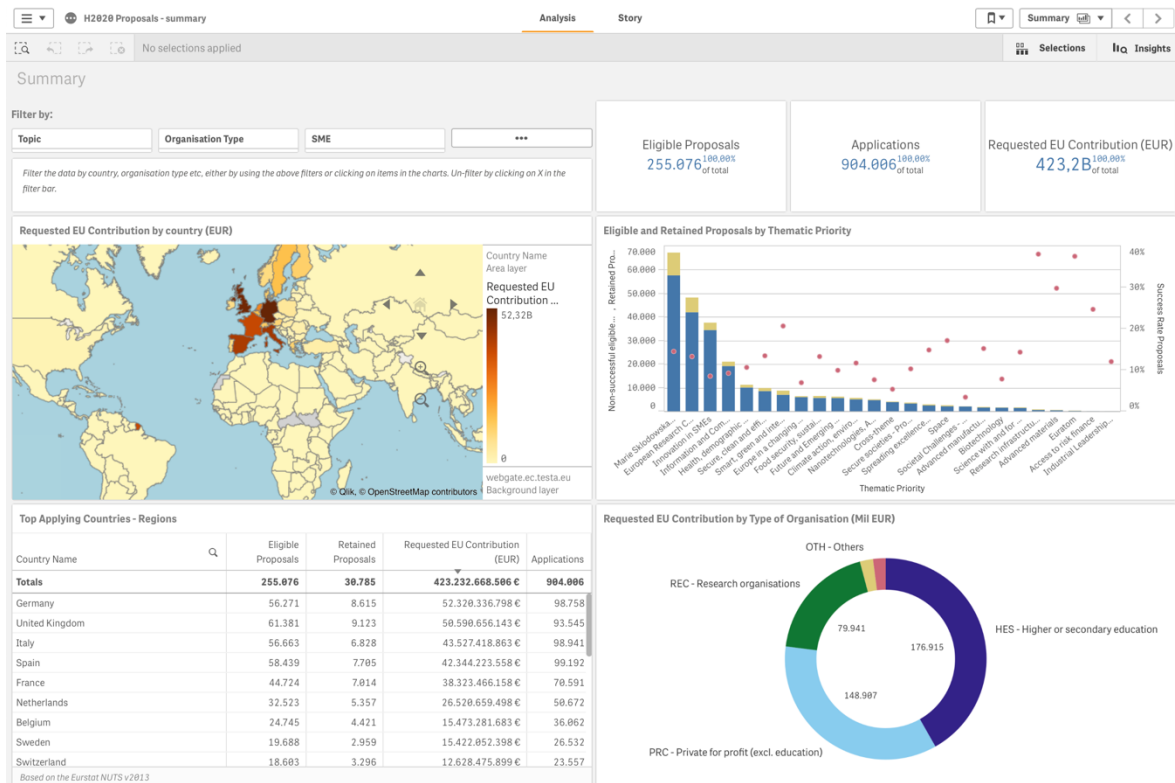 H2020 Proposals - summary
Analysis
Story
Summary
No selections applied
Selections
Insights
Summary
Filter by:
Topic
Organisation Type
SME
•••
Filter the data by country, organisation type etc, either by using the above filters or clicking on items in the charts. Un-filter by clicking on X in the
filter bar.
Eligible Proposals
255.076 100,00%
of total
Applications
904.006 100,00%
of total
Requested EU Contribution (EUR)
423,2B 100,00%
of total
Requested EU Contribution by country (EUR)
Country Name
Area layer
Requested EU
Contribution ...
52,32B
0
webgate.ec.testa.eu
Background layer
© Qlik, © OpenStreetMap contributors
Eligible and Retained Proposals by Thematic Priority
Non-successful eligible... , Retained Pro...
70.000
60.000
50.000
40.000
30.000
20.000
10.000
0
40%
30%
20%
10%
0%
Success Rate Proposals
Marie Sklodowska...
European Research C...
Innovation in SMEs
Information and Com...
Health, demographic ...
Secure, clean and effi...
Smart, green and inte...
Europe in a changing ...
Food security, sustai...
Future and Emerging ...
Climate action, enviro...
Nanotechnologies, A...
Cross-theme
Secure societies - Pro...
Spreading excellence...
Space
Societal Challenges - ...
Advanced manufactu...
Biotechnology
Science with and for ...
Research infrastructu...
Advanced materials
Euratom
Access to risk finance
Industrial Leadership...
Thematic Priority
Top Applying Countries - Regions
Country Name Eligible Proposals Retained Proposals Requested EU Contribution (EUR) Applications
Totals 255.076 30.785 423.232.668.506 € 904.006
Germany 56.271 8.615 52.320.336.798 € 98.758
United Kingdom 61.381 9.123 50.590.656.143 € 93.545
Italy 56.663 6.828 43.527.418.863 € 98.941
Spain 58.439 7.705 42.344.223.558 € 99.192
France 44.724 7.014 38.323.466.158 € 70.591
Netherlands 32.523 5.357 26.520.659.498 € 50.672
Belgium 24.745 4.421 15.473.281.683 € 36.062
Sweden 19.688 2.959 15.422.052.398 € 26.532
Switzerland 18.603 3.296 12.628.475.899 € 23.557
Based on the Eurstat NUTS v2013
Requested EU Contribution by Type of Organisation (Mil EUR)
OTH - Others
REC - Research organisations
79.941
HES - Higher or secondary education
176.915
148.907
PRC - Private for profit (excl. education)